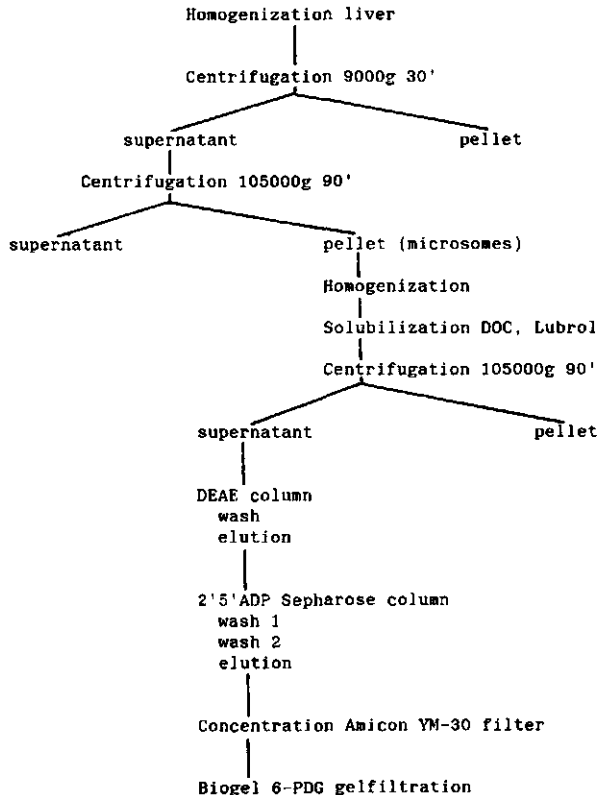 Homogenization liver
Centrifugation 9000g 30'
supernatant pellet
Centrifugation 105000g 90'
supernatant pellet (microsomes)
Homogenization
Solubilization DOC, Lubrol
Centrifugation 105000g 90'
supernatant pellet
DEAE column
wash
elution
2'5'ADP Sepharose column
wash 1
wash 2
elution
Concentration Amicon YM-30 filter
Biogel 6-PDG gelfiltration